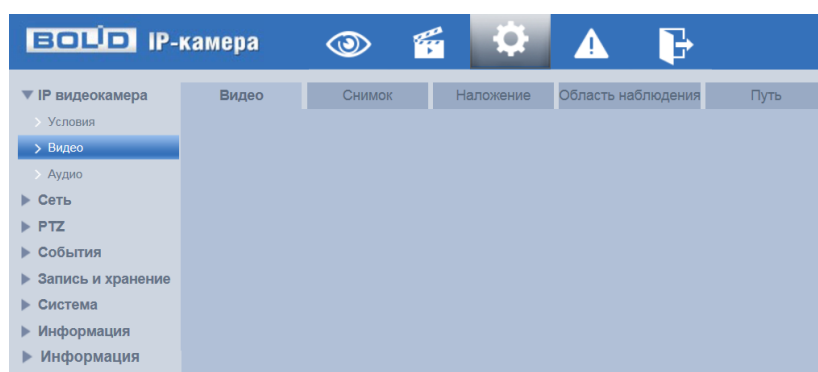 BOLID IP-камера
IP видеокамера
Условия
Видео
Аудио
Сеть
PTZ
События
Запись и хранение
Система
Информация
Информация
Видео Снимок Наложение Область наблюдения Путь